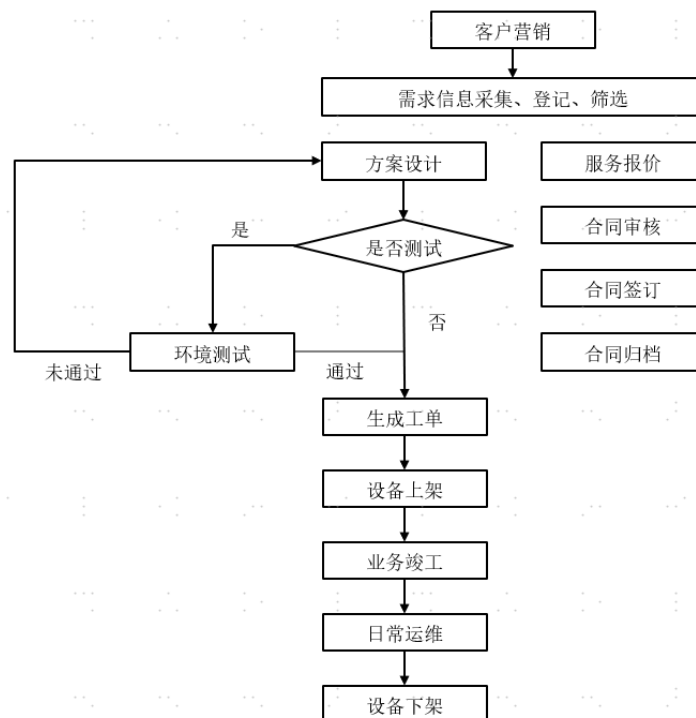 客户营销
需求信息采集、登记、筛选
方案设计
服务报价
是
是否测试
合同审核
合同签订
否
环境测试
合同归档
未通过
通过
生成工单
设备上架
业务竣工
日常运维
设备下架